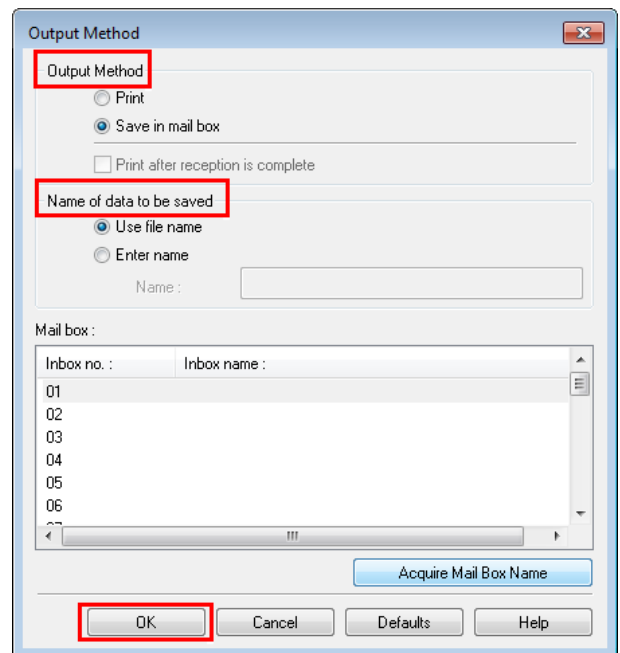 Output Method
Output Method
Print
Save in mail box
Print after reception is complete
Name of data to be saved
Use file name
Enter name
Name :
Mail box :
Inbox no. : Inbox name :
01
02
03
04
05
06
Acquire Mail Box Name
OK Cancel Defaults Help